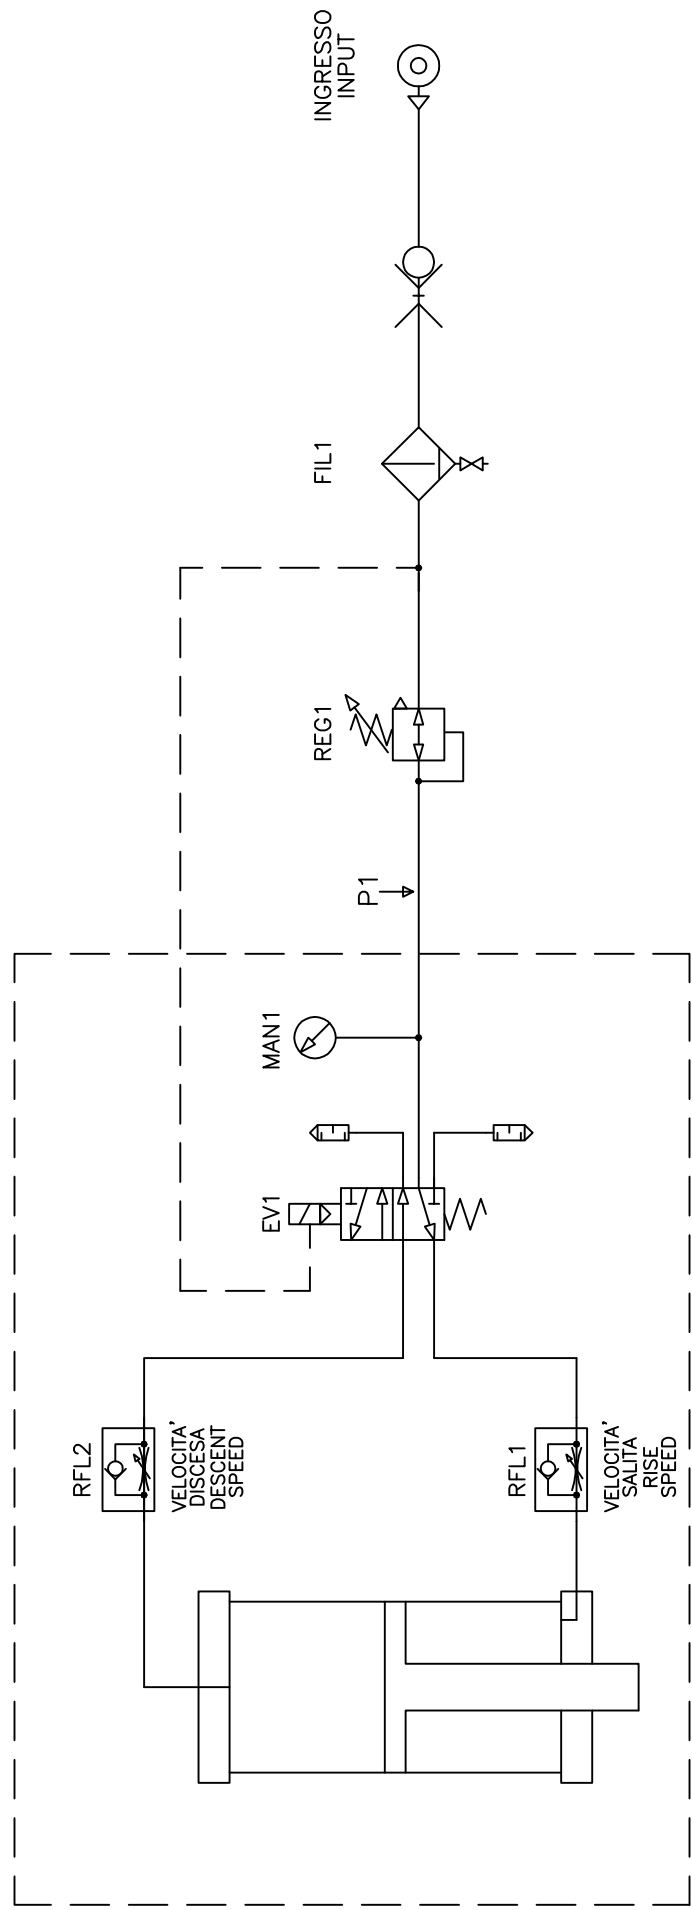 INGRESSO
INPUT
FIL1
REG1
P1
MAN1
EV1
RFL2
VELOCITA'
DISCESA
DESCENT
SPEED
RFL1
VELOCITA'
SALITA
RISE
SPEED